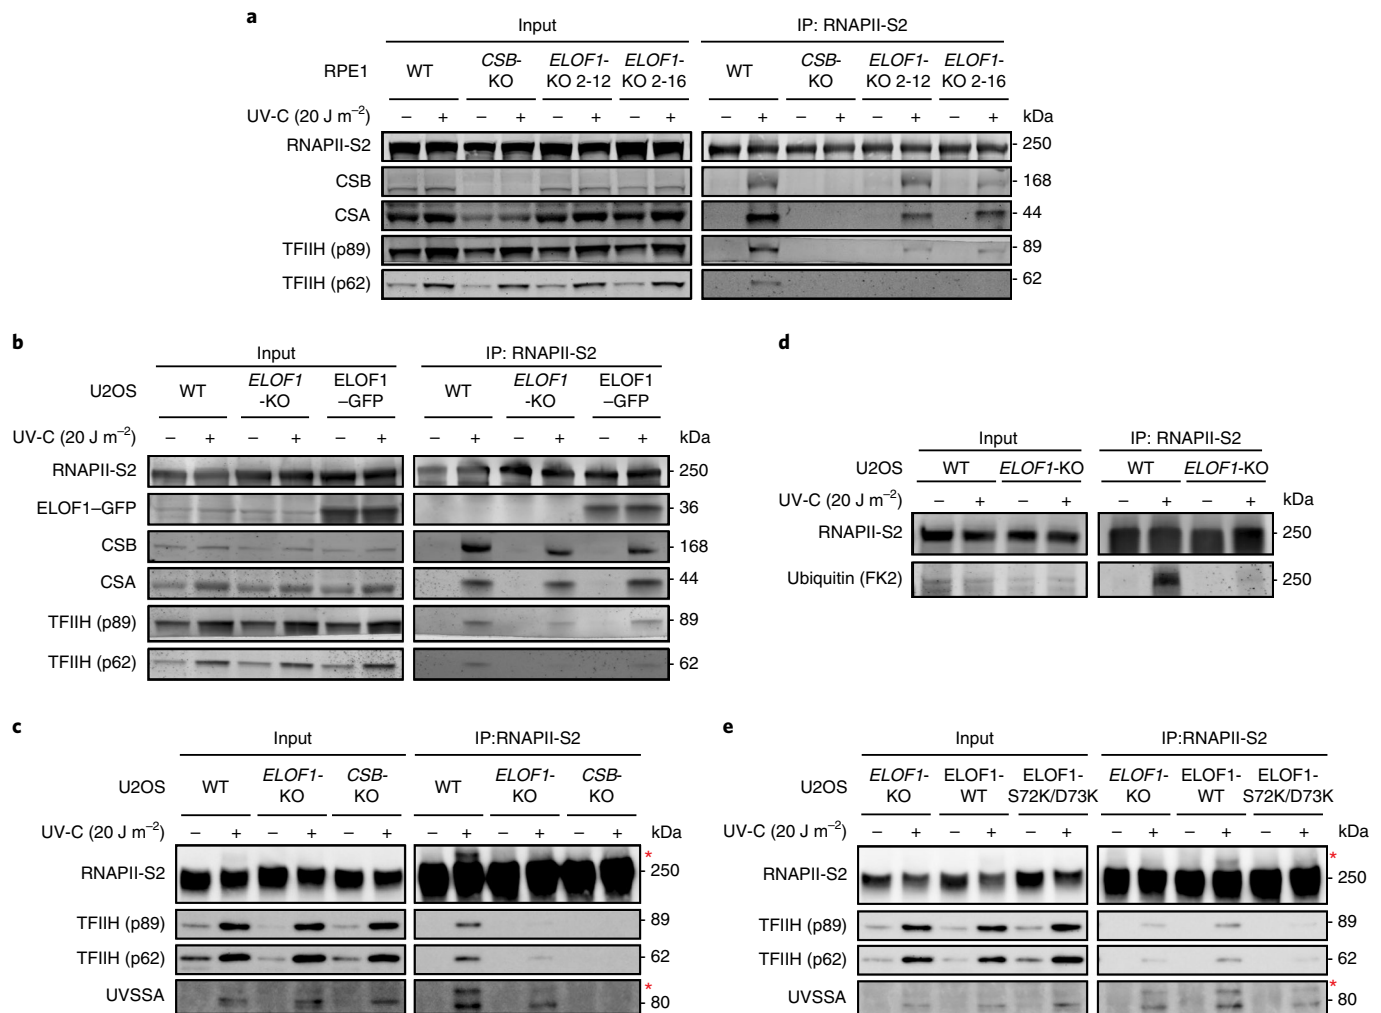 a
Input IP: RNAPII-S2
RPE1 WT CSB-KO ELOF1-KO 2-12 ELOF1-KO 2-16 WT CSB-KO ELOF1-KO 2-12 ELOF1-KO 2-16
UV-C (20 J m⁻²) – + – + – + – + – + – + – + – + kDa
RNAPII-S2 250
CSB 168
CSA 44
TFIIH (p89) 89
TFIIH (p62) 62
b
Input IP: RNAPII-S2
U2OS WT ELOF1-KO ELOF1–GFP WT ELOF1-KO ELOF1–GFP
UV-C (20 J m⁻²) – + – + – + – + – + – + kDa
RNAPII-S2 250
ELOF1–GFP 36
CSB 168
CSA 44
TFIIH (p89) 89
TFIIH (p62) 62
d
Input IP: RNAPII-S2
U2OS WT ELOF1-KO WT ELOF1-KO
UV-C (20 J m⁻²) – + – + – + – + kDa
RNAPII-S2 250
Ubiquitin (FK2) 250
c
Input IP:RNAPII-S2
U2OS WT ELOF1-KO CSB-KO WT ELOF1-KO CSB-KO
UV-C (20 J m⁻²) – + – + – + – + – + – + kDa
*
RNAPII-S2 250
TFIIH (p89) 89
TFIIH (p62) 62
*
UVSSA 80
e
Input IP:RNAPII-S2
U2OS ELOF1-KO ELOF1-WT ELOF1-S72K/D73K ELOF1-KO ELOF1-WT ELOF1-S72K/D73K
UV-C (20 J m⁻²) – + – + – + – + – + – + kDa
*
RNAPII-S2 250
TFIIH (p89) 89
TFIIH (p62) 62
*
UVSSA 80